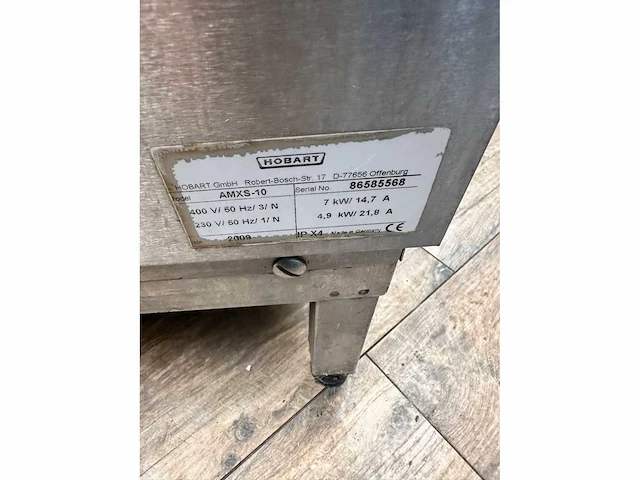 HOBART
HOBART GmbH Robert-Bosch-Str. 17 D-77656 Offenburg
Model AMXS-10 Serial No. 86585568
400 V/ 50 Hz/ 3/ N 7 kW/ 14,7 A
230 V/ 50 Hz/ 1/ N 4,9 kW/ 21,8 A
2009 IP X4 Made in Germany CE